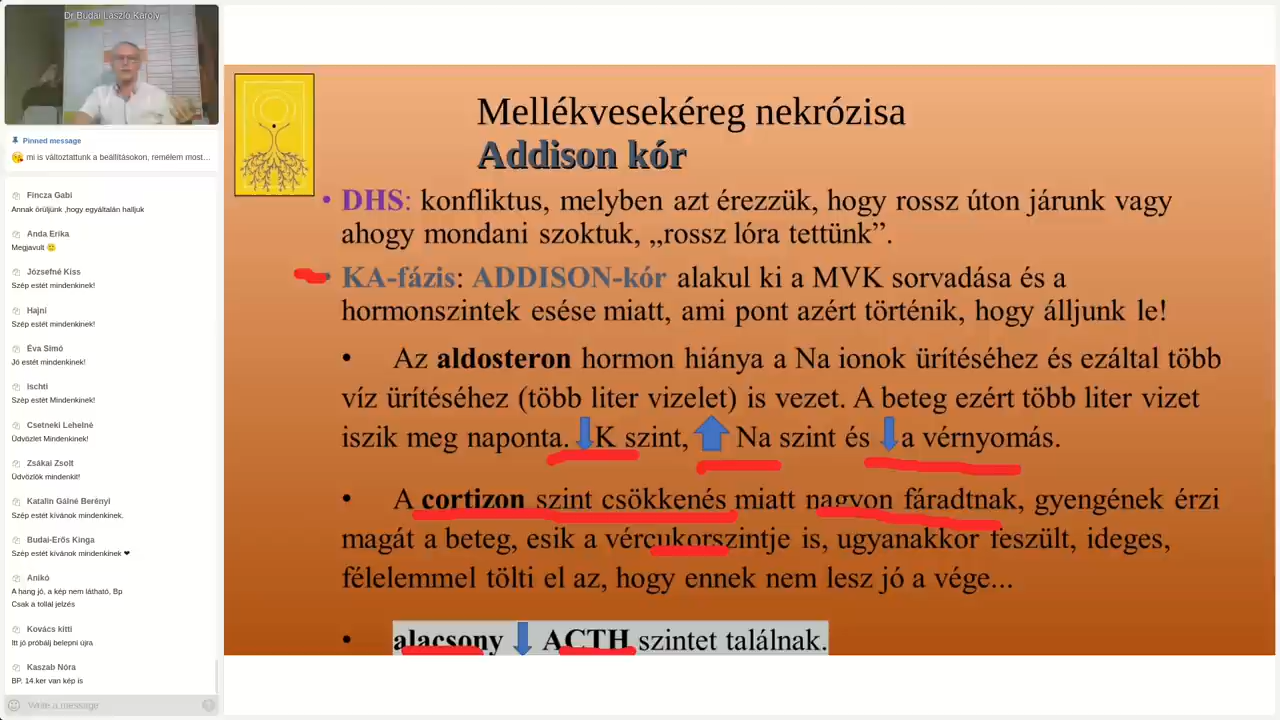 Dr Budai László Károly
Pinned message
mi is változtattunk a beállításokon, remélem most...
Fincza Gabi
Annak örüljünk ,hogy egyáltalán halljuk
Anda Erika
Megjavult 🙂
Józsefné Kiss
Szép estét mindenkinek!
Hajni
Szép estét mindenkinek!
Éva Simó
Jó estét mindenkinek!
ischti
Szép estét Mindenkinek!
Csetneki Lehelné
Üdvözlet Mindenkinek!
Zsákai Zsolt
Üdvözlök mindenkit!
Katalin Gálné Berényi
Szép estét kívánok mindenkinek.
Budai-Erős Kinga
Szép estét kívánok mindenkinek ❤
Anikó
A hang jó, a kép nem látható, Bp
Csak a tollal jelzés
Kovács kitti
Itt jó próbálj belepni újra
Kaszab Nóra
BP. 14.ker van kép is
Write a message
Mellékvesekéreg nekrózisa
Addison kór
• DHS: konfliktus, melyben azt érezzük, hogy rossz úton járunk vagy
ahogy mondani szoktuk, „rossz lóra tettünk”.
• KA-fázis: ADDISON-kór alakul ki a MVK sorvadása és a
hormonszintek esése miatt, ami pont azért történik, hogy álljunk le!
• Az aldosteron hormon hiánya a Na ionok ürítéséhez és ezáltal több
víz ürítéséhez (több liter vizelet) is vezet. A beteg ezért több liter vizet
iszik meg naponta. K szint, Na szint és a vérnyomás.
• A cortizon szint csökkenés miatt nagyon fáradtnak, gyengének érzi
magát a beteg, esik a vércukorszintje is, ugyanakkor feszült, ideges,
félelemmel tölti el az, hogy ennek nem lesz jó a vége...
• alacsony ACTH szintet találnak.